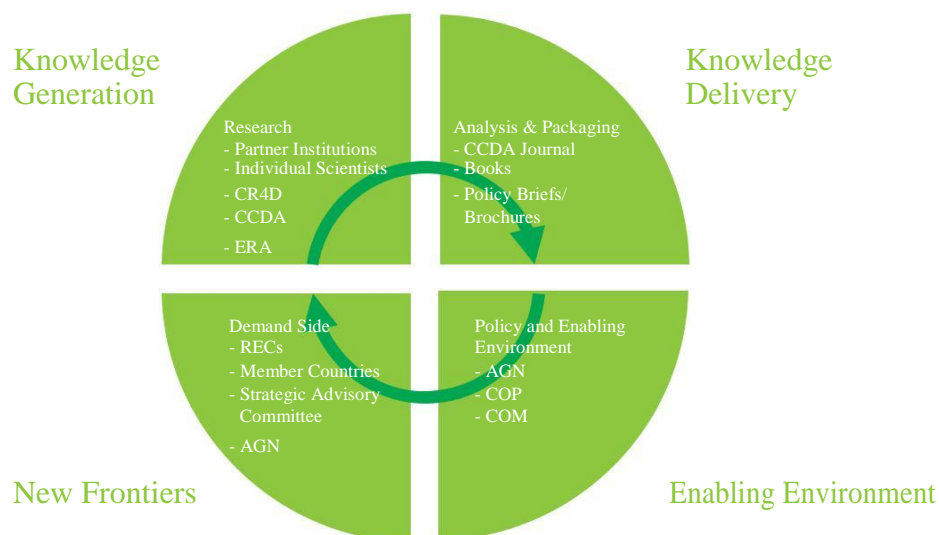 Knowledge
Generation
Research
- Partner Institutions
- Individual Scientists
- CR4D
- CCDA
- ERA
Knowledge
Delivery
Analysis & Packaging
- CCDA Journal
- Books
- Policy Briefs/
Brochures
Demand Side
- RECs
- Member Countries
- Strategic Advisory
Committee
- AGN
New Frontiers
Policy and Enabling
Environment
- AGN
- COP
- COM
Enabling Environment